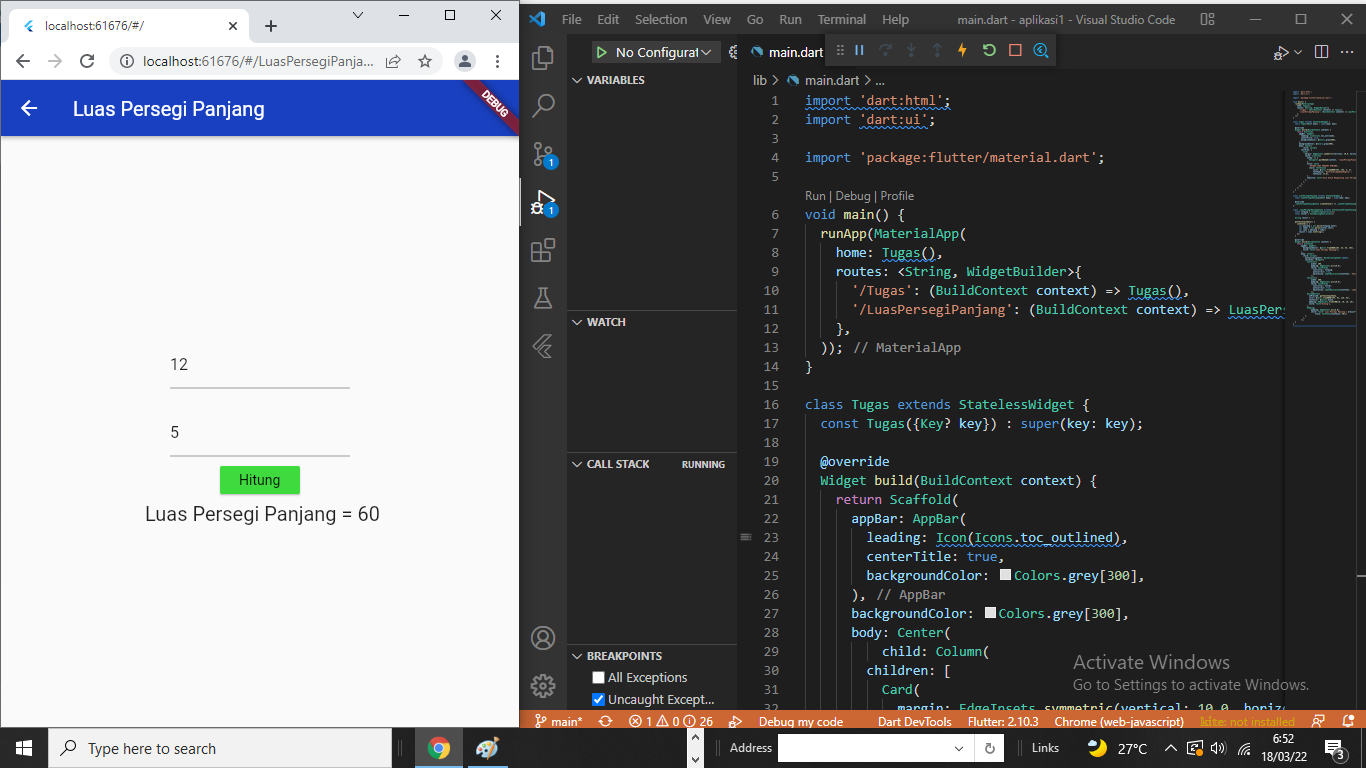 localhost:61676/#/
localhost:61676/#/LuasPersegiPanja...
Luas Persegi Panjang
DEBUG
12
5
Hitung
Luas Persegi Panjang = 60
File Edit Selection View Go Run Terminal Help
main.dart - aplikasi1 - Visual Studio Code
No Configurat
main.dart
VARIABLES
WATCH
CALL STACK RUNNING
BREAKPOINTS
All Exceptions
Uncaught Except...
1
1
lib > main.dart > ...
1 import 'dart:html';
2 import 'dart:ui';
3
4 import 'package:flutter/material.dart';
5
Run | Debug | Profile
6 void main() {
7 runApp(MaterialApp(
8 home: Tugas(),
9 routes: <String, WidgetBuilder>{
10 '/Tugas': (BuildContext context) => Tugas(),
11 '/LuasPersegiPanjang': (BuildContext context) => LuasPers
12 },
13 )); // MaterialApp
14 }
15
16 class Tugas extends StatelessWidget {
17 const Tugas({Key? key}) : super(key: key);
18
19 @override
20 Widget build(BuildContext context) {
21 return Scaffold(
22 appBar: AppBar(
23 leading: Icon(Icons.toc_outlined),
24 centerTitle: true,
25 backgroundColor: Colors.grey[300],
26 ), // AppBar
27 backgroundColor: Colors.grey[300],
28 body: Center(
29 child: Column(
30 children: [
31 Card(
32 margin: EdgeInsets.symmetric(vertical: 10.0, horiz
Activate Windows
Go to Settings to activate Windows.
main* 1 0 26 Debug my code Dart DevTools Flutter: 2.10.3 Chrome (web-javascript) kite: not installed
Type here to search
Address
Links
27°C
6:52
18/03/22
3